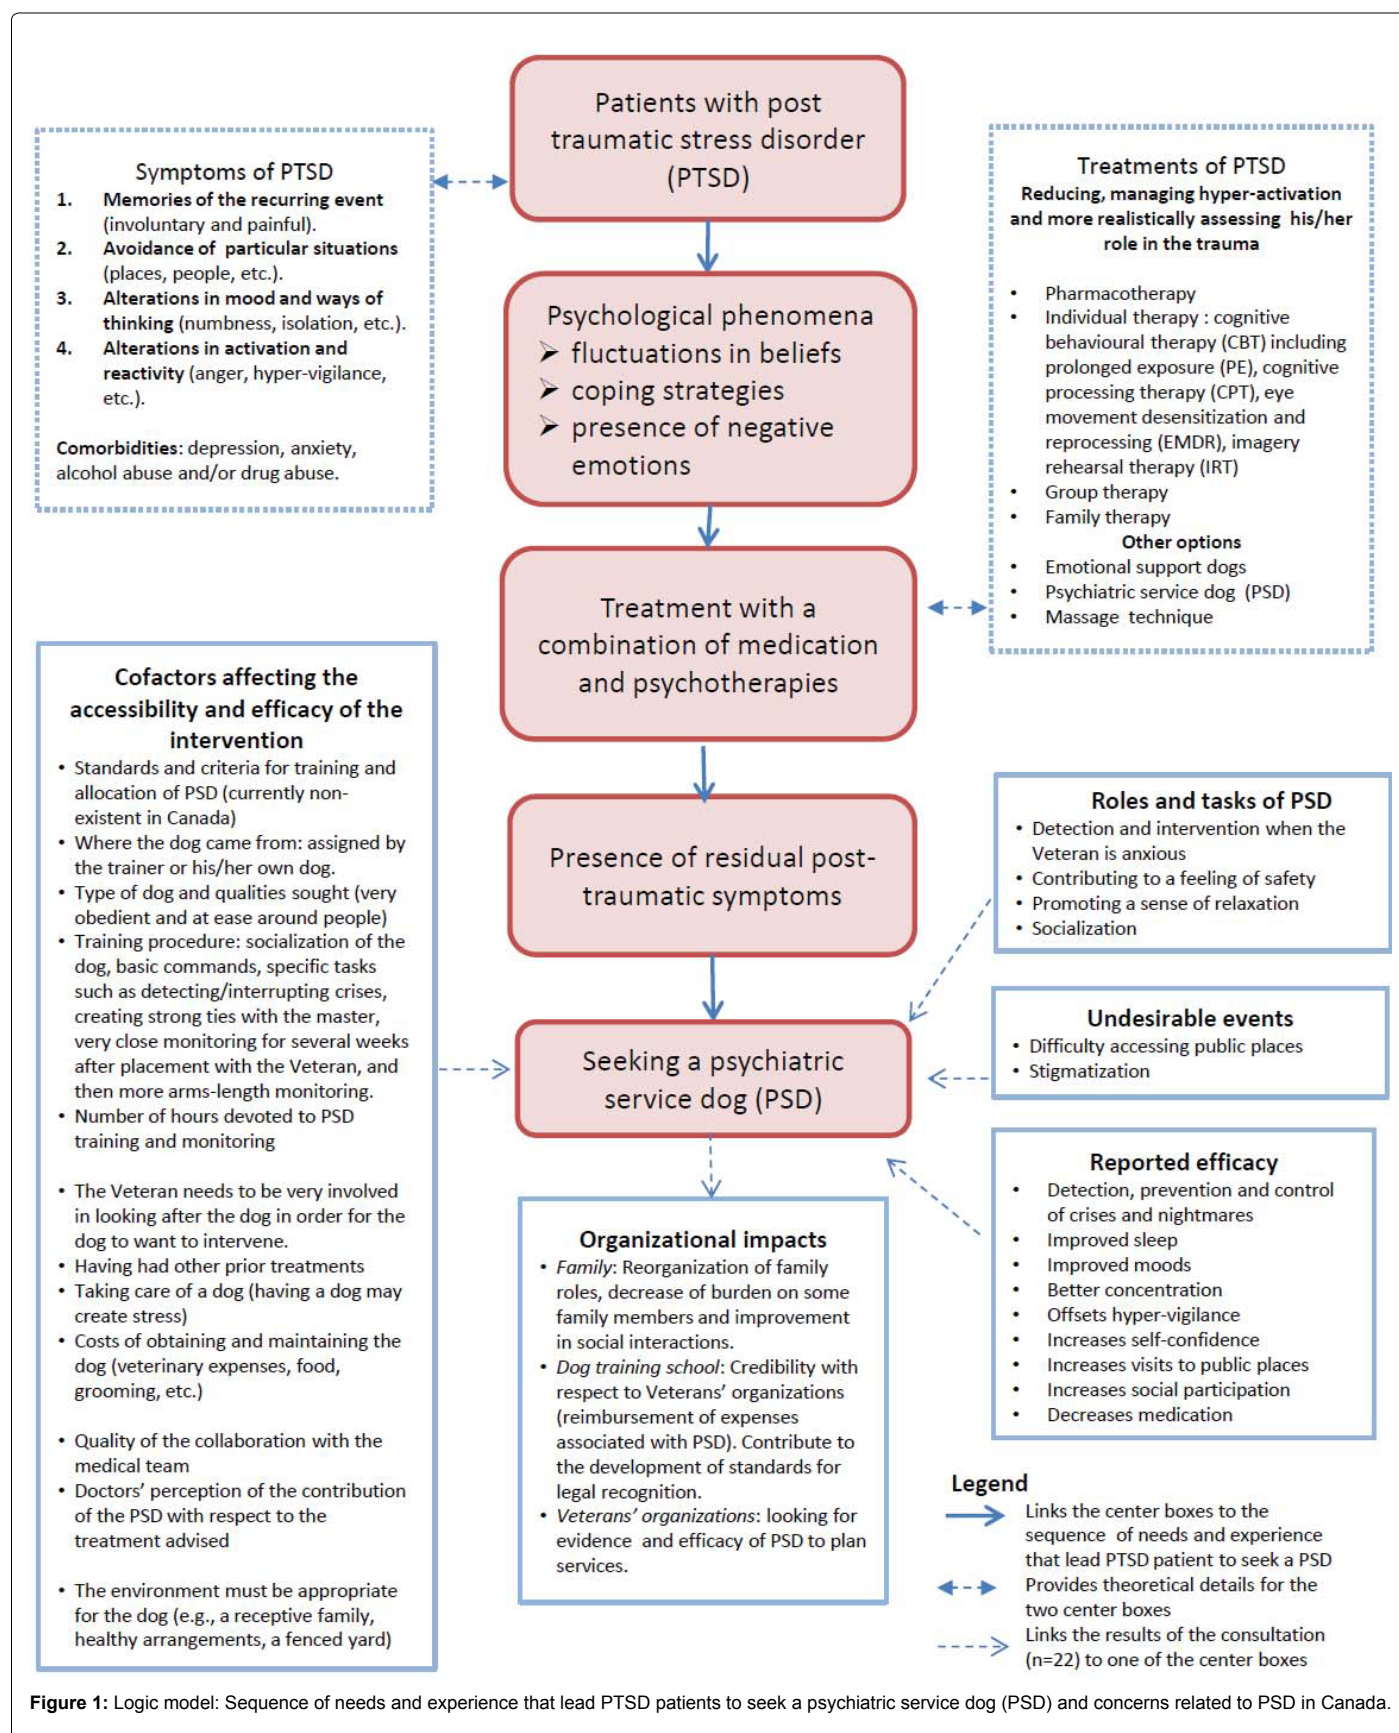 Patients with post
traumatic stress disorder
(PTSD)
Symptoms of PTSD
1. Memories of the recurring event
(involuntary and painful).
2. Avoidance of particular situations
(places, people, etc.).
3. Alterations in mood and ways of
thinking (numbness, isolation, etc.).
4. Alterations in activation and
reactivity (anger, hyper-vigilance,
etc.).
Comorbidities: depression, anxiety,
alcohol abuse and/or drug abuse.
Treatments of PTSD
Reducing, managing hyper-activation
and more realistically assessing his/her
role in the trauma
• Pharmacotherapy
• Individual therapy : cognitive
behavioural therapy (CBT) including
prolonged exposure (PE), cognitive
processing therapy (CPT), eye
movement desensitization and
reprocessing (EMDR), imagery
rehearsal therapy (IRT)
• Group therapy
• Family therapy
Other options
• Emotional support dogs
• Psychiatric service dog (PSD)
• Massage technique
Psychological phenomena
➢ fluctuations in beliefs
➢ coping strategies
➢ presence of negative
emotions
Treatment with a
combination of medication
and psychotherapies
Presence of residual post-
traumatic symptoms
Seeking a psychiatric
service dog (PSD)
Cofactors affecting the
accessibility and efficacy of the
intervention
• Standards and criteria for training and
allocation of PSD (currently non-
existent in Canada)
• Where the dog came from: assigned by
the trainer or his/her own dog.
• Type of dog and qualities sought (very
obedient and at ease around people)
• Training procedure: socialization of the
dog, basic commands, specific tasks
such as detecting/interrupting crises,
creating strong ties with the master,
very close monitoring for several weeks
after placement with the Veteran, and
then more arms-length monitoring.
• Number of hours devoted to PSD
training and monitoring
• The Veteran needs to be very involved
in looking after the dog in order for the
dog to want to intervene.
• Having had other prior treatments
• Taking care of a dog (having a dog may
create stress)
• Costs of obtaining and maintaining the
dog (veterinary expenses, food,
grooming, etc.)
• Quality of the collaboration with the
medical team
• Doctors' perception of the contribution
of the PSD with respect to the
treatment advised
• The environment must be appropriate
for the dog (e.g., a receptive family,
healthy arrangements, a fenced yard)
Roles and tasks of PSD
• Detection and intervention when the
Veteran is anxious
• Contributing to a feeling of safety
• Promoting a sense of relaxation
• Socialization
Undesirable events
• Difficulty accessing public places
• Stigmatization
Reported efficacy
• Detection, prevention and control
of crises and nightmares
• Improved sleep
• Improved moods
• Better concentration
• Offsets hyper-vigilance
• Increases self-confidence
• Increases visits to public places
• Increases social participation
• Decreases medication
Organizational impacts
• Family: Reorganization of family
roles, decrease of burden on some
family members and improvement
in social interactions.
• Dog training school: Credibility with
respect to Veterans' organizations
(reimbursement of expenses
associated with PSD). Contribute to
the development of standards for
legal recognition.
• Veterans' organizations: looking for
evidence and efficacy of PSD to plan
services.
Legend
Links the center boxes to the
sequence of needs and experience
that lead PTSD patient to seek a PSD
Provides theoretical details for the
two center boxes
Links the results of the consultation
(n=22) to one of the center boxes
Figure 1: Logic model: Sequence of needs and experience that lead PTSD patients to seek a psychiatric service dog (PSD) and concerns related to PSD in Canada.